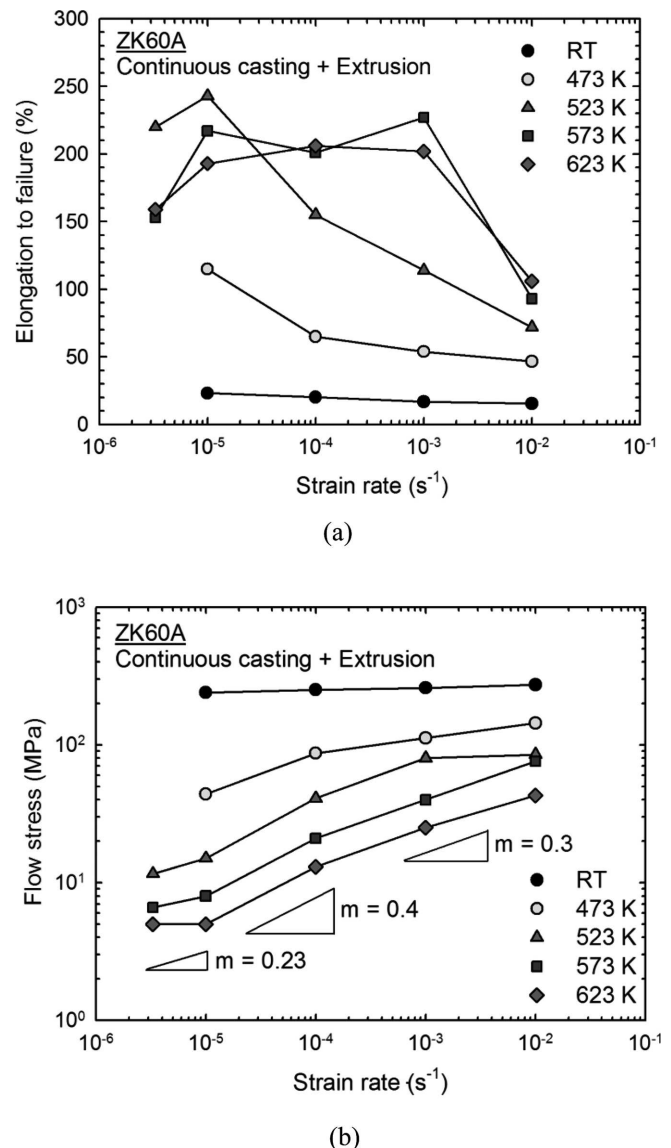 ZK60A
Continuous casting + Extrusion
RT
473 K
523 K
573 K
623 K
Elongation to failure (%)
300
250
200
150
100
50
0
10⁻⁶ 10⁻⁵ 10⁻⁴ 10⁻³ 10⁻² 10⁻¹
Strain rate (s⁻¹)
(a)
ZK60A
Continuous casting + Extrusion
Flow stress (MPa)
10³
10²
10¹
10⁰
m = 0.3
m = 0.4
m = 0.23
RT
473 K
523 K
573 K
623 K
10⁻⁶ 10⁻⁵ 10⁻⁴ 10⁻³ 10⁻² 10⁻¹
Strain rate (s⁻¹)
(b)